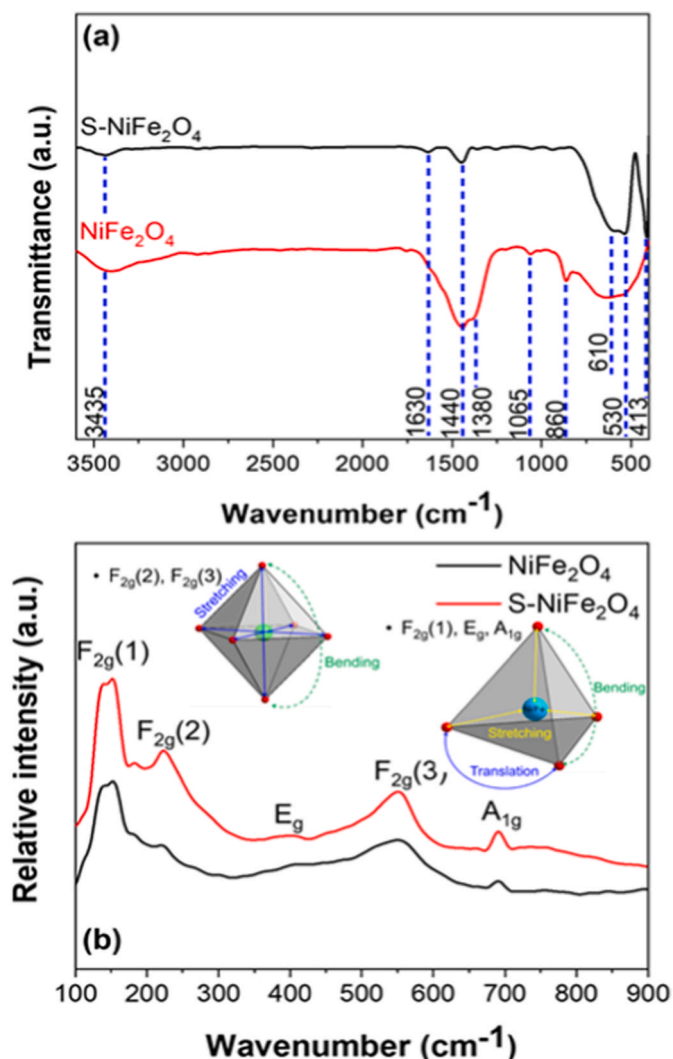 (a)
S-NiFe₂O₄
NiFe₂O₄
Transmittance (a.u.)
3435
1630
1440
1380
1065
860
610
530
413
3500 3000 2500 2000 1500 1000 500
Wavenumber (cm⁻¹)
• F₂g(2), F₂g(3)
Stretching
Bending
NiFe₂O₄
S-NiFe₂O₄
• F₂g(1), Eg, A₁g
Bending
Stretching
Translation
F₂g(1)
F₂g(2)
Eg
F₂g(3,
A₁g
Relative intensity (a.u.)
(b)
100 200 300 400 500 600 700 800 900
Wavenumber (cm⁻¹)